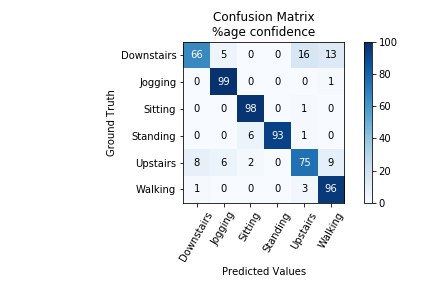 Confusion Matrix
%age confidence
Downstairs 66 5 0 0 16 13
Jogging 0 99 0 0 0 1
Sitting 0 0 98 0 1 0
Standing 0 0 6 93 1 0
Upstairs 8 6 2 0 75 9
Walking 1 0 0 0 3 96
Ground Truth
Downstairs Jogging Sitting Standing Upstairs Walking
Predicted Values
100
80
60
40
20
0